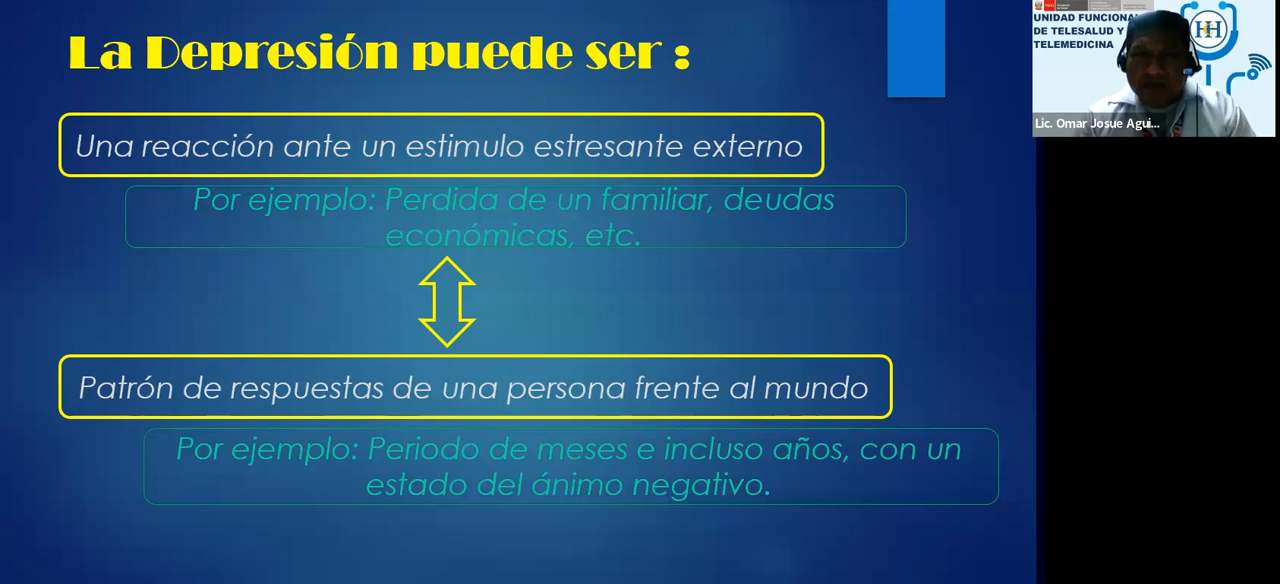 La Depresión puede ser :
Una reacción ante un estimulo estresante externo
Por ejemplo: Perdida de un familiar, deudas
económicas, etc.
Patrón de respuestas de una persona frente al mundo
Por ejemplo: Periodo de meses e incluso años, con un
estado del ánimo negativo.
UNIDAD FUNCIONAL
DE TELESALUD Y
TELEMEDICINA
Lic. Omar Josue Agui...